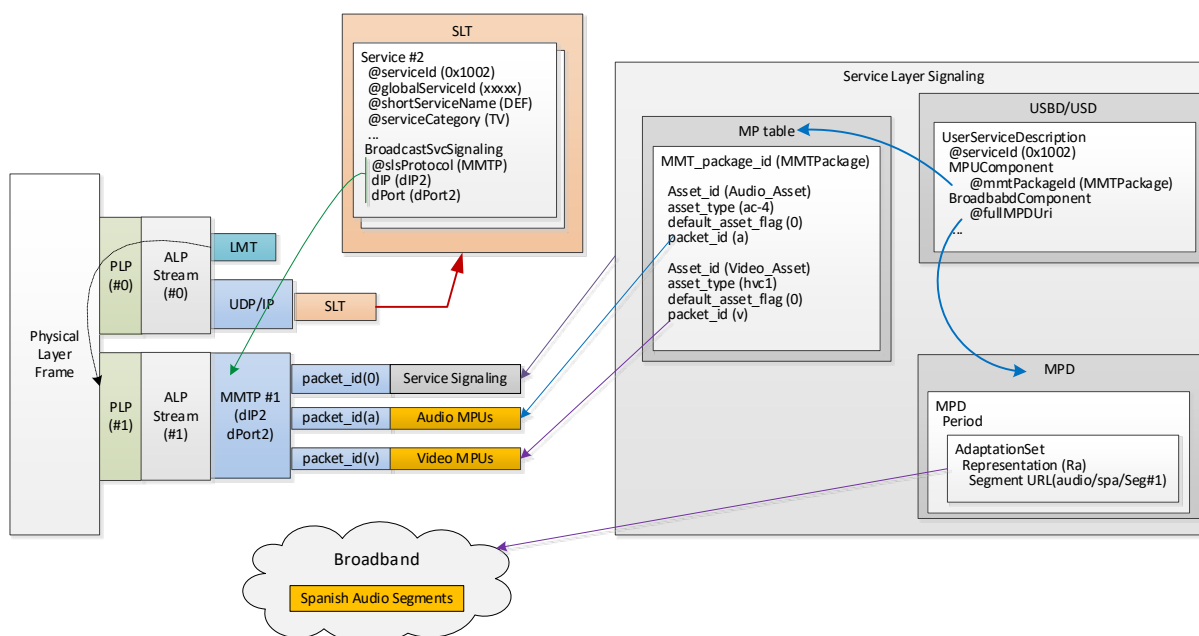 SLT
Service #2
@serviceId (0x1002)
@globalServiceId (xxxxx)
@shortServiceName (DEF)
@serviceCategory (TV)
...
BroadcastSvcSignaling
@slsProtocol (MMTP)
dIP (dIP2)
dPort (dPort2)
Service Layer Signaling
USBD/USD
UserServiceDescription
@serviceId (0x1002)
MPUComponent
@mmtPackageId (MMTPackage)
BroadbabdComponent
@fullMPDUri
...
MP table
MMT_package_id (MMTPackage)
Asset_id (Audio_Asset)
asset_type (ac-4)
default_asset_flag (0)
packet_id (a)
Asset_id (Video_Asset)
asset_type (hvc1)
default_asset_flag (0)
packet_id (v)
MPD
MPD
Period
AdaptationSet
Representation (Ra)
Segment URL(audio/spa/Seg#1)
Physical
Layer
Frame
PLP
(#0)
ALP
Stream
(#0)
LMT
UDP/IP
SLT
PLP
(#1)
ALP
Stream
(#1)
MMTP #1
(dIP2
dPort2)
packet_id(0)
Service Signaling
packet_id(a)
Audio MPUs
packet_id(v)
Video MPUs
Broadband
Spanish Audio Segments